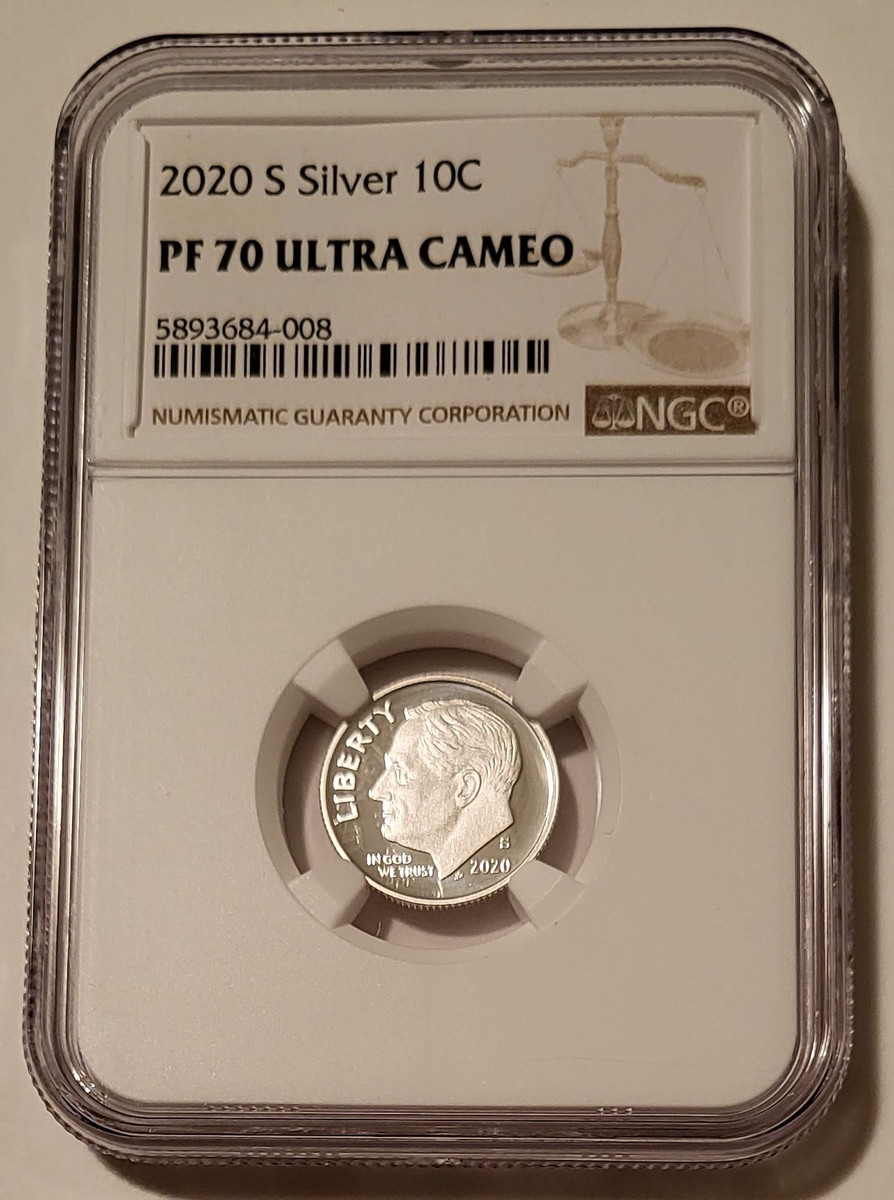 2020 S Silver 10C
PF 70 ULTRA CAMEO
5893684-008
NUMISMATIC GUARANTY CORPORATION
NGC®
LIBERTY
IN GOD
WE TRUST
S
2020